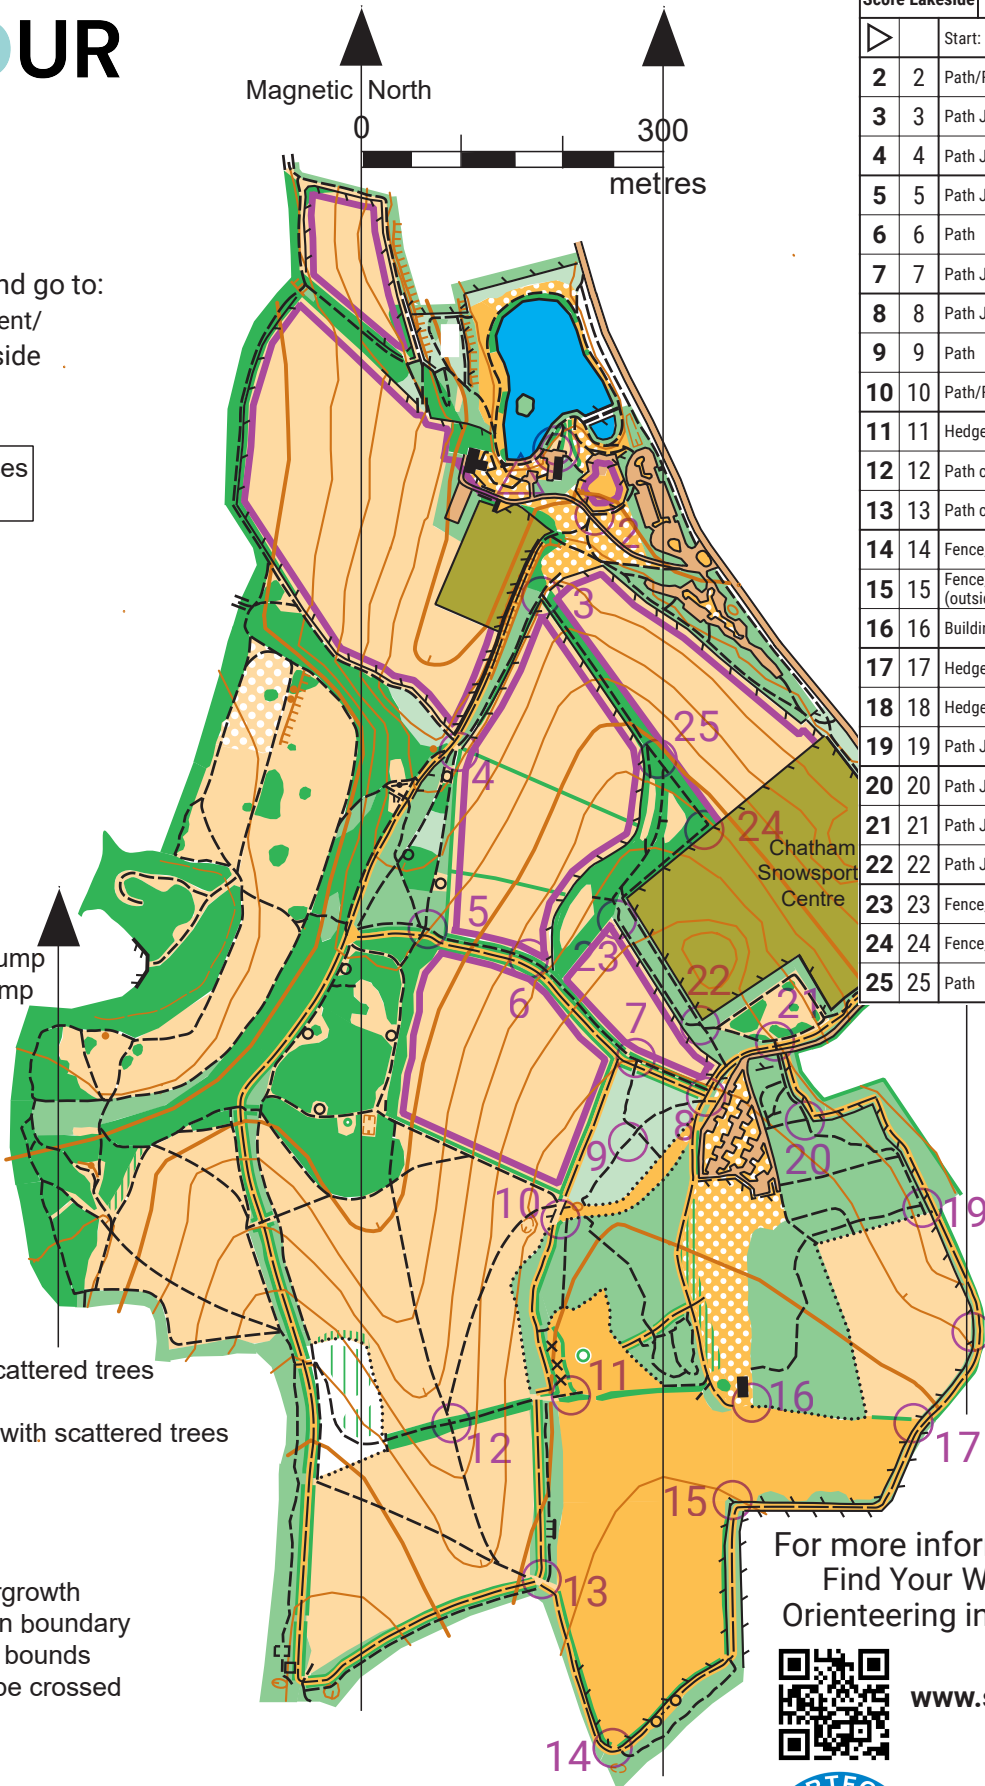 UR
Magnetic North
0
300
metres
Score Lakeside
Start:
2 2 Path/
3 3 Path J
4 4 Path J
5 5 Path J
6 6 Path
7 7 Path J
8 8 Path J
9 9 Path
10 10 Path/
11 11 Hedge
12 12 Path
13 13 Path
14 14 Fence
15 15 Fence
16 16 Buildin
17 17 Hedge
18 18 Hedge
19 19 Path J
20 20 Path J
21 21 Path J
22 22 Path J
23 23 Fence
24 24 Fence
25 25 Path
nd go to:
ent/
side
es
2
3
4
25
24
Chatham
Snowsport
Centre
5
23
6
22
7
21
8
9
20
10
19
11
12
16
17
15
13
14
ump
mp
cattered trees
with scattered trees
rgrowth
n boundary
bounds
be crossed
For more infor
Find Your W
Orienteering in
www.s